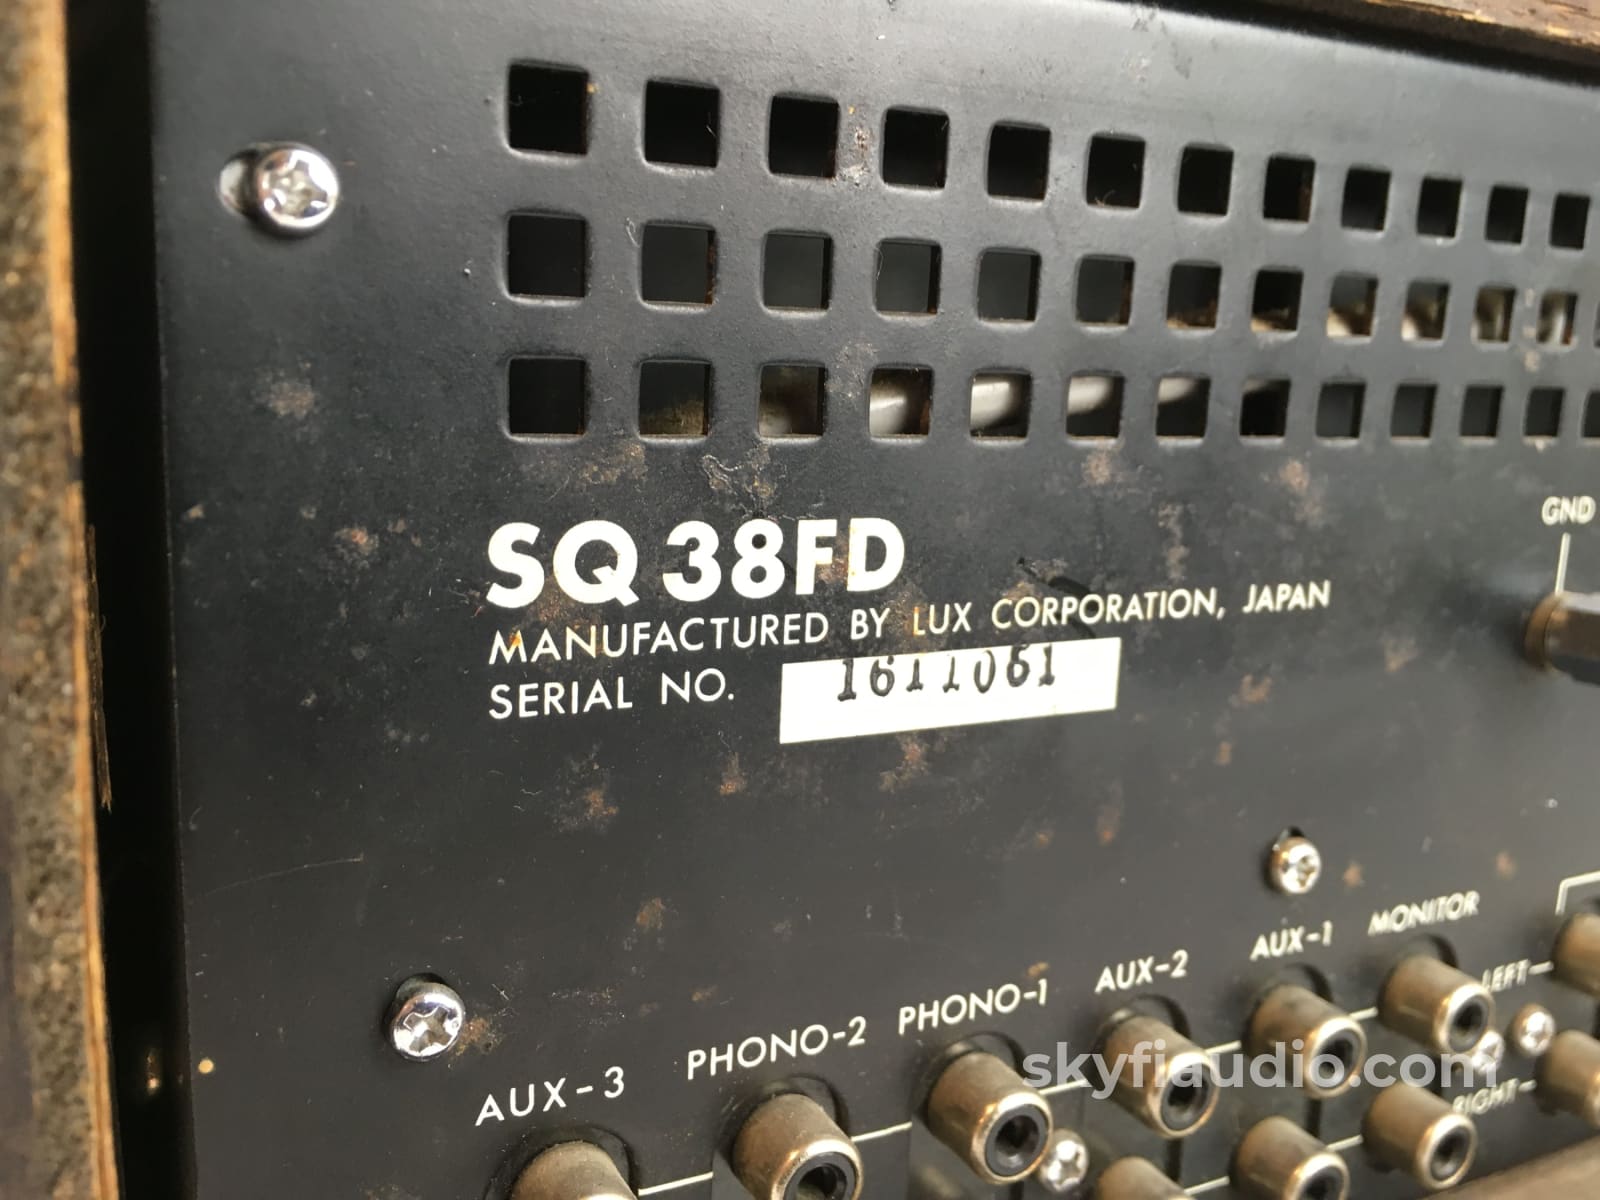 SQ 38FD
MANUFACTURED BY LUX CORPORATION, JAPAN
SERIAL NO. 1611061
GND
AUX-3 PHONO-2 PHONO-1 AUX-2 AUX-1 MONITOR
LEFT
RIGHT
skyfiaudio.com